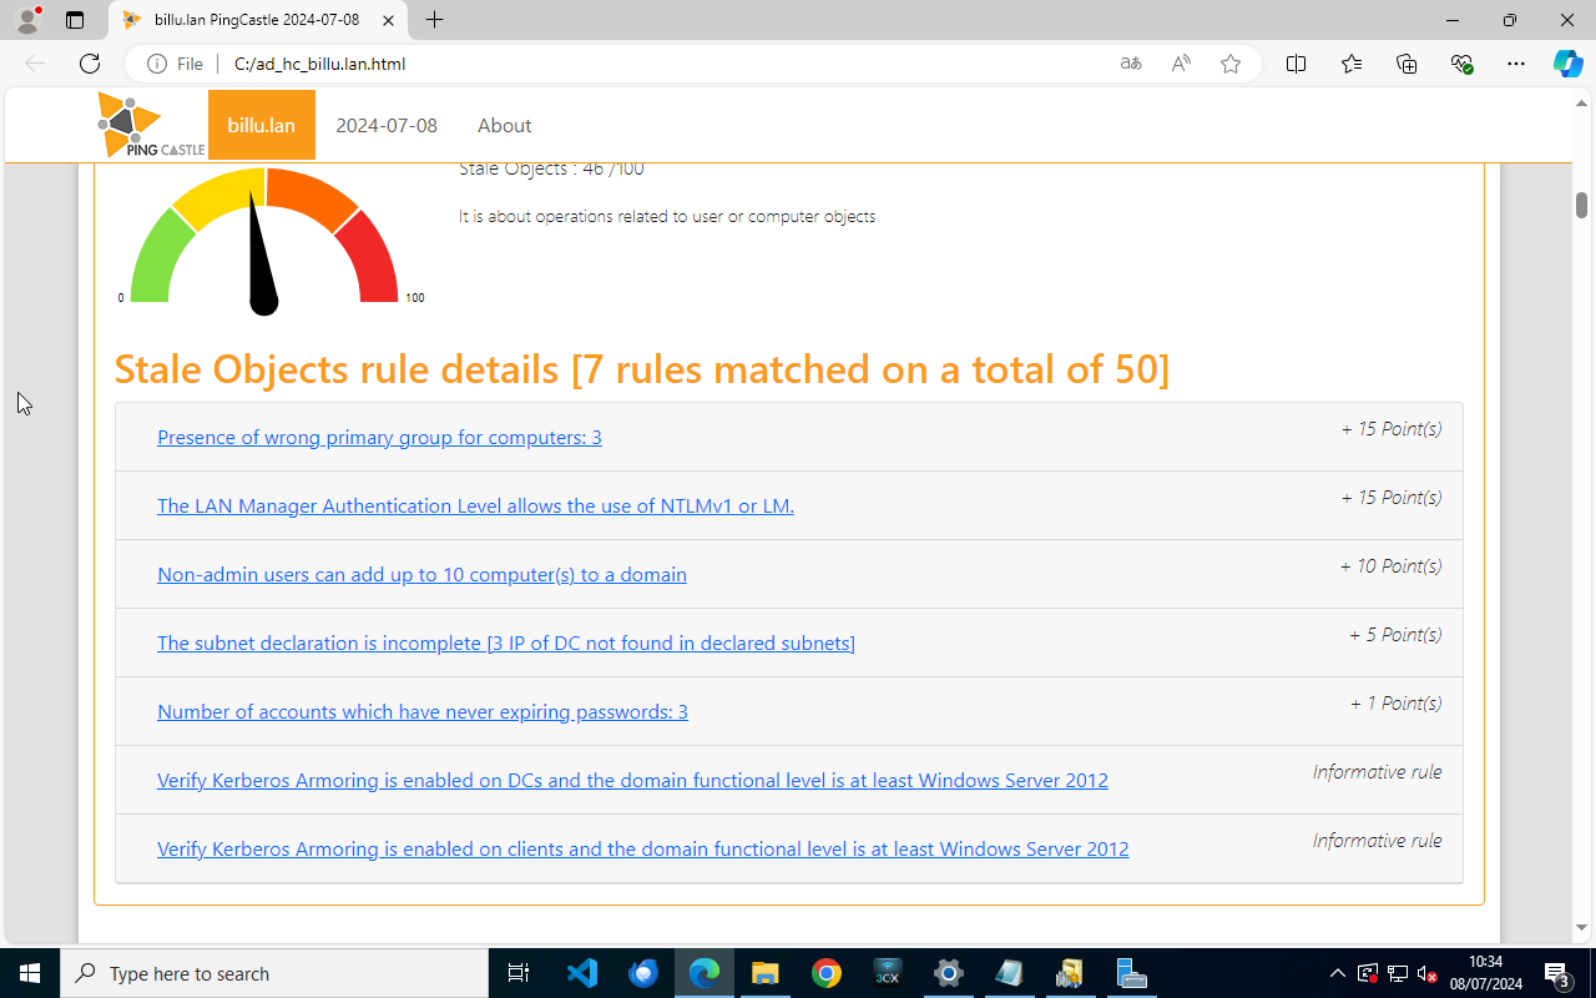 billu.lan PingCastle 2024-07-08
File
C:/ad_hc_billu.lan.html
PING CASTLE
billu.lan
2024-07-08
About
Stale Objects : 46 /100
It is about operations related to user or computer objects
0
100
Stale Objects rule details [7 rules matched on a total of 50]
Presence of wrong primary group for computers: 3
+ 15 Point(s)
The LAN Manager Authentication Level allows the use of NTLMv1 or LM.
+ 15 Point(s)
Non-admin users can add up to 10 computer(s) to a domain
+ 10 Point(s)
The subnet declaration is incomplete [3 IP of DC not found in declared subnets]
+ 5 Point(s)
Number of accounts which have never expiring passwords: 3
+ 1 Point(s)
Verify Kerberos Armoring is enabled on DCs and the domain functional level is at least Windows Server 2012
Informative rule
Verify Kerberos Armoring is enabled on clients and the domain functional level is at least Windows Server 2012
Informative rule
Type here to search
3CX
10:34
08/07/2024
3